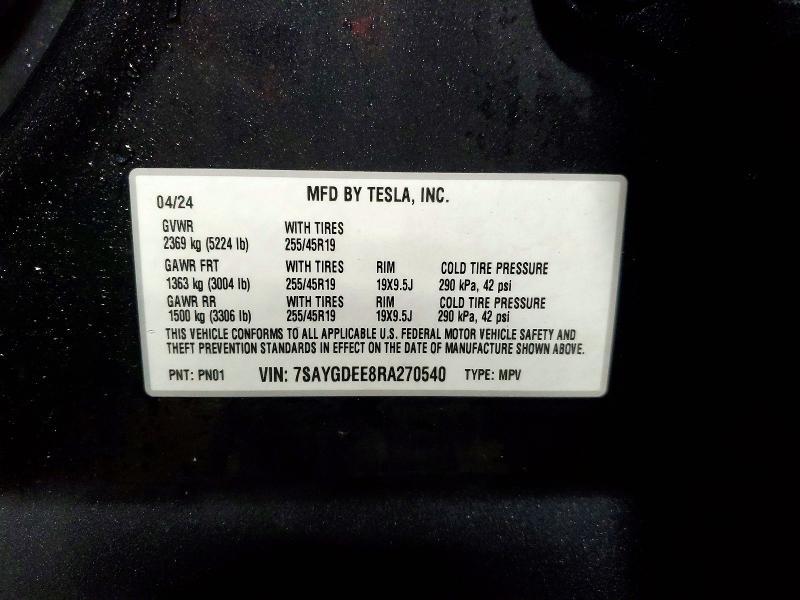 MFD BY TESLA, INC.
04/24
GVWR WITH TIRES
2369 kg (5224 lb) 255/45R19
GAWR FRT WITH TIRES RIM COLD TIRE PRESSURE
1363 kg (3004 lb) 255/45R19 19X9.5J 290 kPa, 42 psi
GAWR RR WITH TIRES RIM COLD TIRE PRESSURE
1500 kg (3306 lb) 255/45R19 19X9.5J 290 kPa, 42 psi
THIS VEHICLE CONFORMS TO ALL APPLICABLE U.S. FEDERAL MOTOR VEHICLE SAFETY AND
THEFT PREVENTION STANDARDS IN EFFECT ON THE DATE OF MANUFACTURE SHOWN ABOVE.
PNT: PN01 VIN: 7SAYGDEE8RA270540 TYPE: MPV